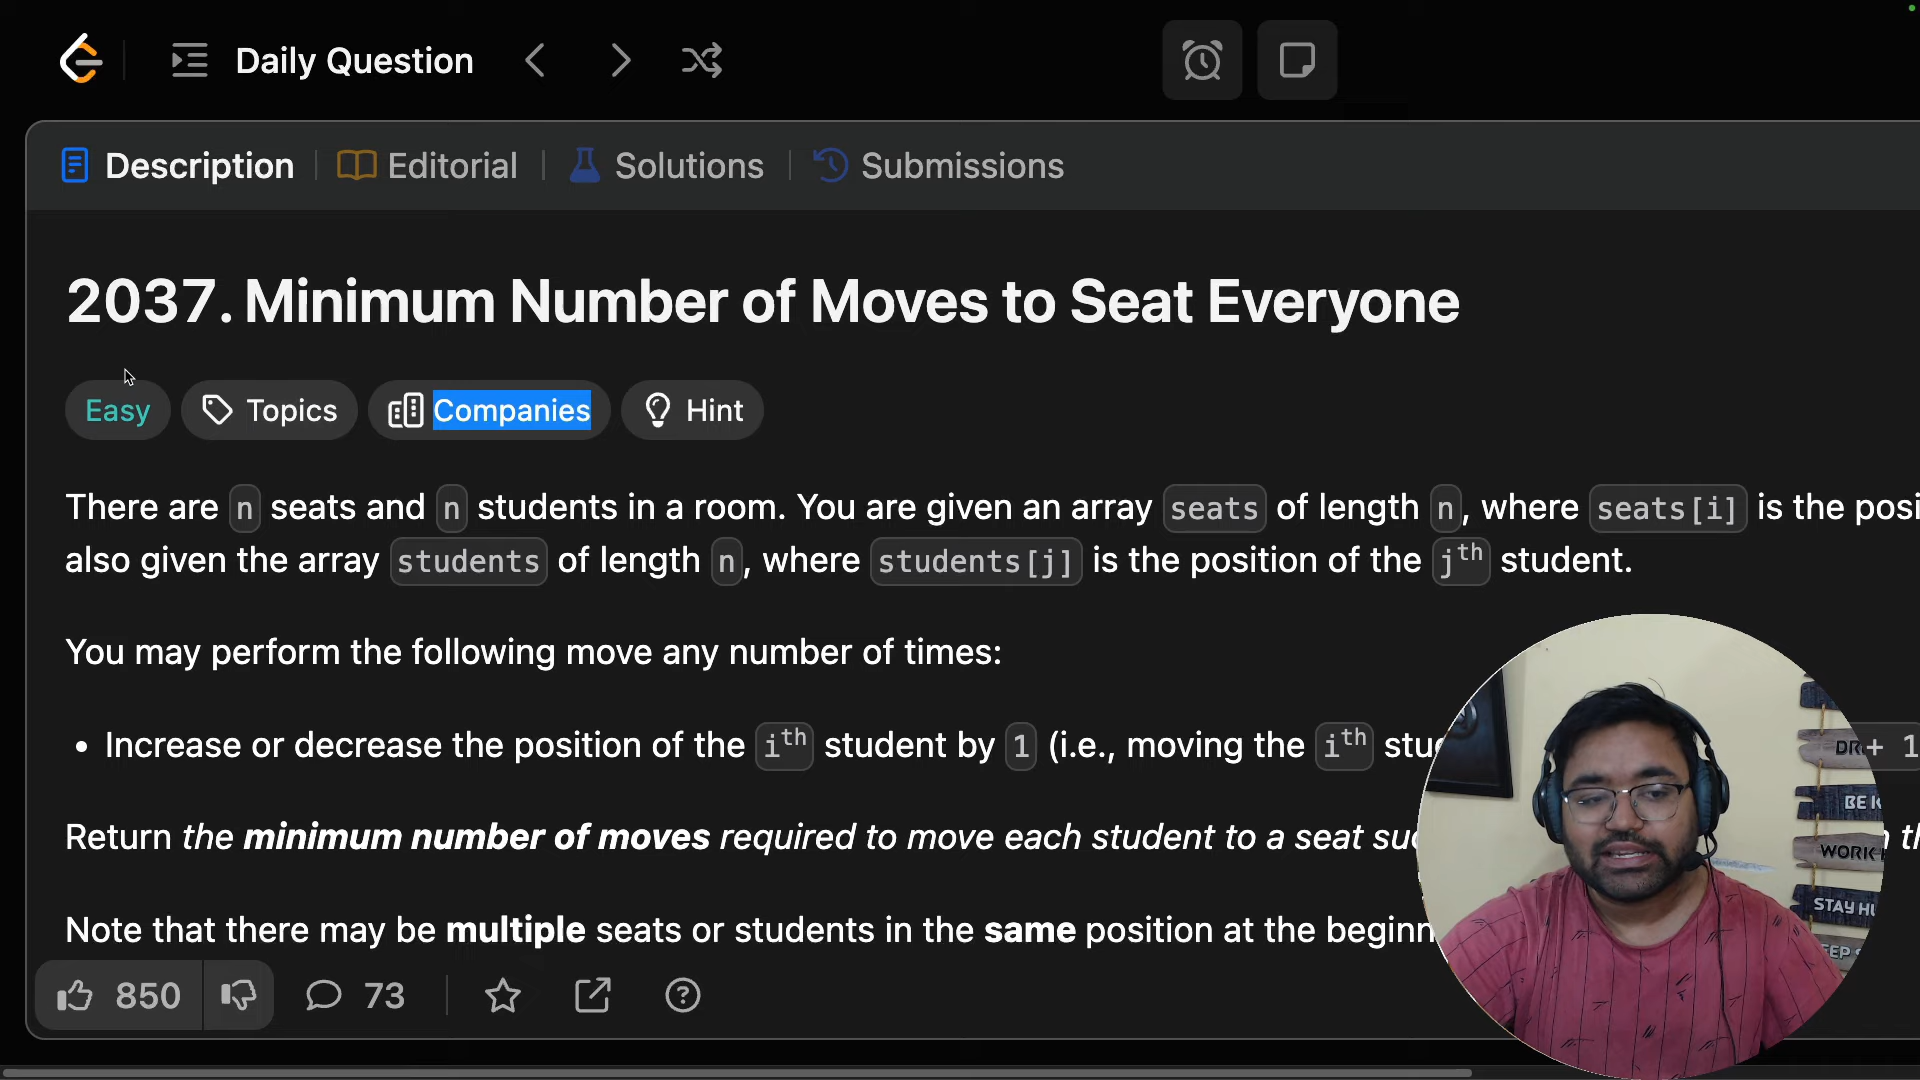 Daily Question
Description
Editorial
Solutions
Submissions
2037. Minimum Number of Moves to Seat Everyone
Easy
Topics
Companies
Hint
There are n seats and n students in a room. You are given an array seats of length n, where seats[i] is the posi
also given the array students of length n, where students[j] is the position of the jth student.
You may perform the following move any number of times:
• Increase or decrease the position of the ith student by 1 (i.e., moving the ith stu + 1
Return the minimum number of moves required to move each student to a seat suc
Note that there may be multiple seats or students in the same position at the beginn
WORK
STAY HU
850
73